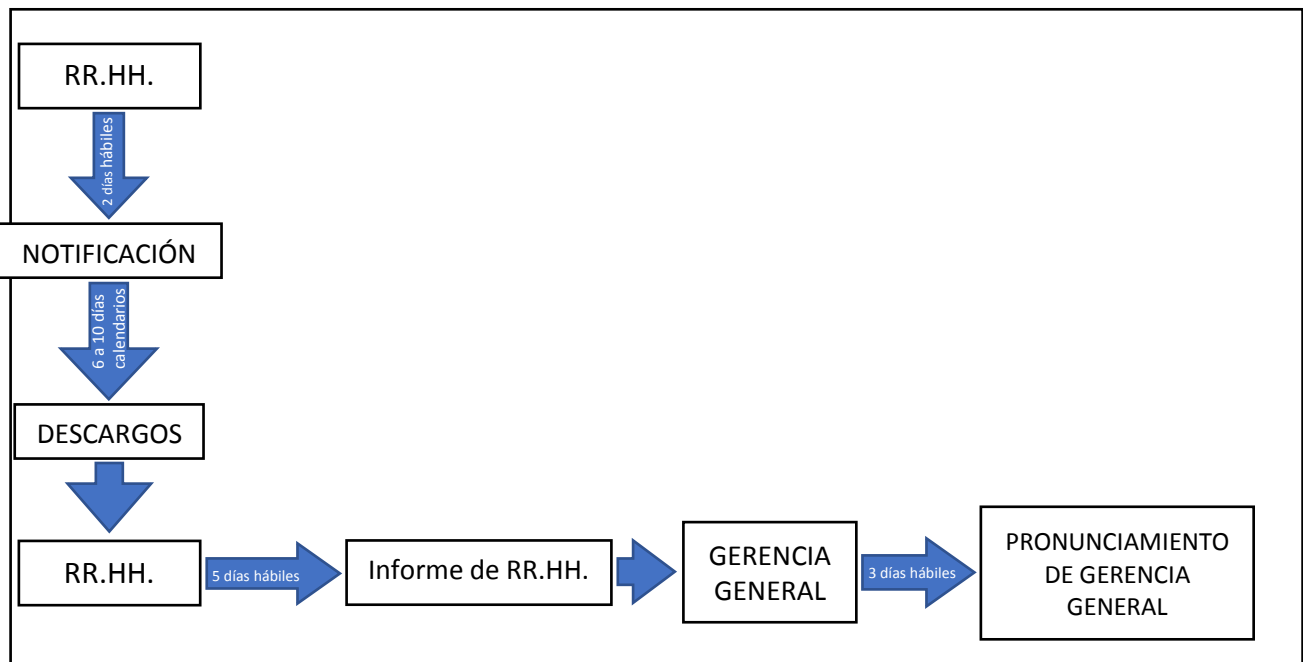 RR.HH.
2 días hábiles
NOTIFICACIÓN
6 a 10 días
calendarios
DESCARGOS
RR.HH.
5 días hábiles
Informe de RR.HH.
GERENCIA
GENERAL
3 días hábiles
PRONUNCIAMIENTO
DE GERENCIA
GENERAL